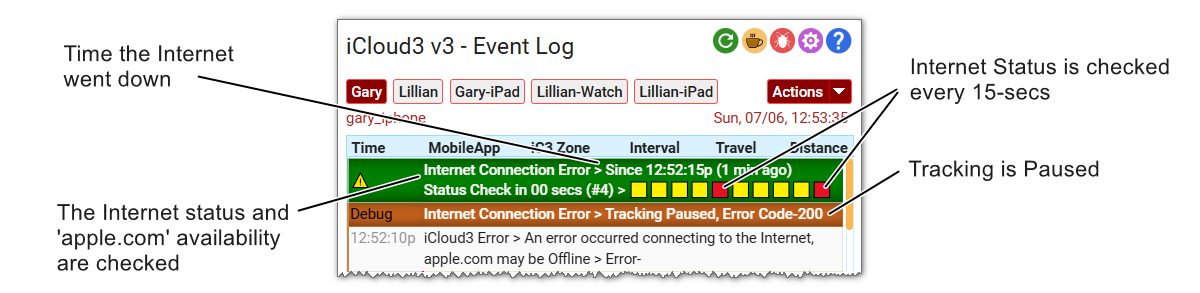 Time the Internet
went down
The Internet status and
'apple.com' availability
are checked
iCloud3 v3 - Event Log
?
Gary
Lillian
Gary-iPad
Lillian-Watch
Lillian-iPad
Actions
gary_iphone
Sun, 07/06, 12:53:35
Time MobileApp iC3 Zone Interval Travel Distance
Internet Connection Error > Since 12:52:15p (1 min ago)
Status Check in 00 secs (#4) >
Debug Internet Connection Error > Tracking Paused, Error Code-200
12:52:10p iCloud3 Error > An error occurred connecting to the Internet,
apple.com may be Offline > Error-
Internet Status is checked
every 15-secs
Tracking is Paused